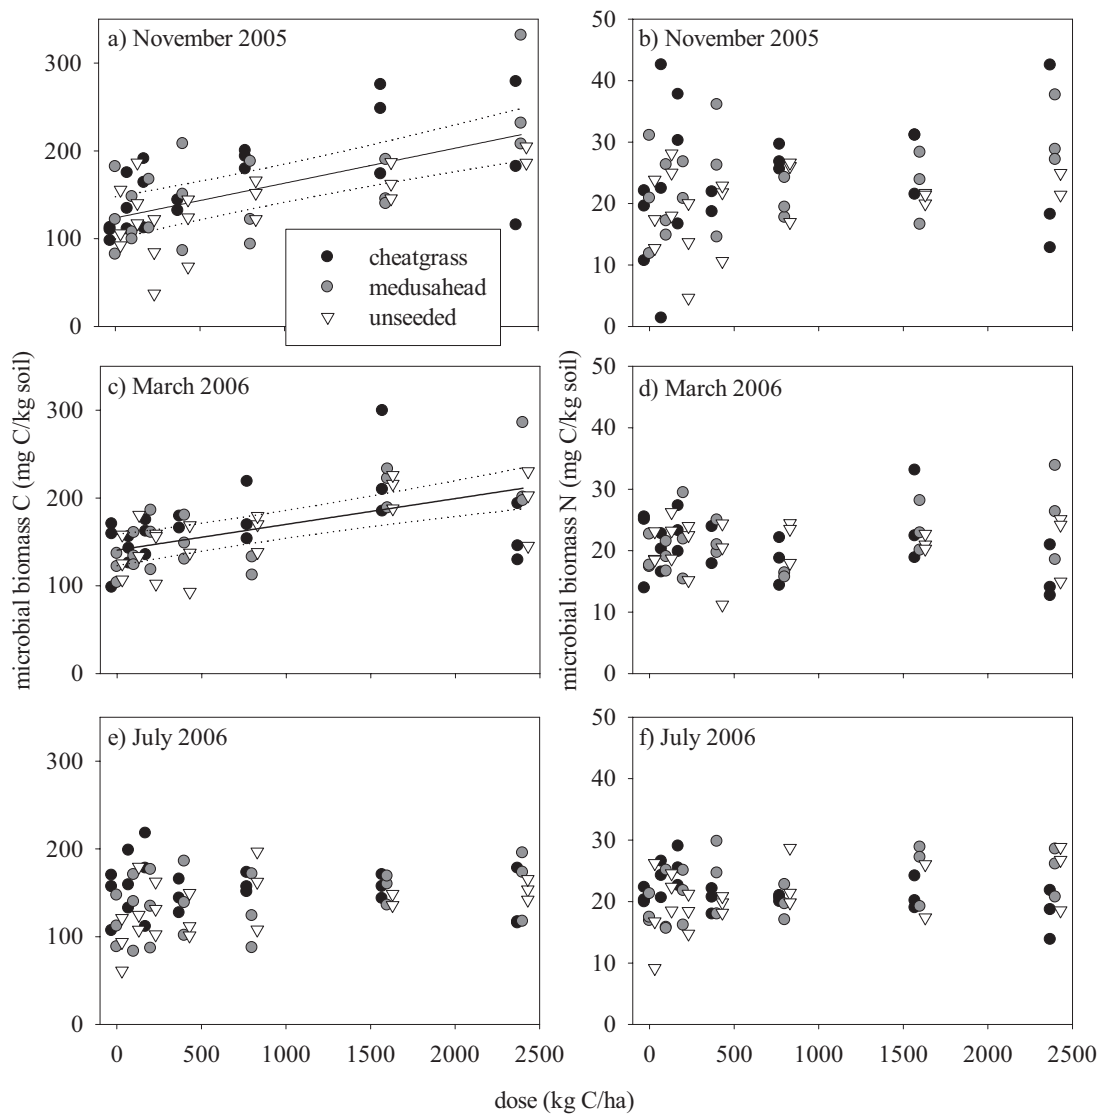 a) November 2005
300
200
100
0
cheatgrass
medusahead
unseeded
b) November 2005
50
40
30
20
10
0
c) March 2006
300
200
100
0
d) March 2006
50
40
30
20
10
0
e) July 2006
300
200
100
0
0 500 1000 1500 2000 2500
f) July 2006
50
40
30
20
10
0
0 500 1000 1500 2000 2500
microbial biomass C (mg C/kg soil)
microbial biomass N (mg C/kg soil)
dose (kg C/ha)